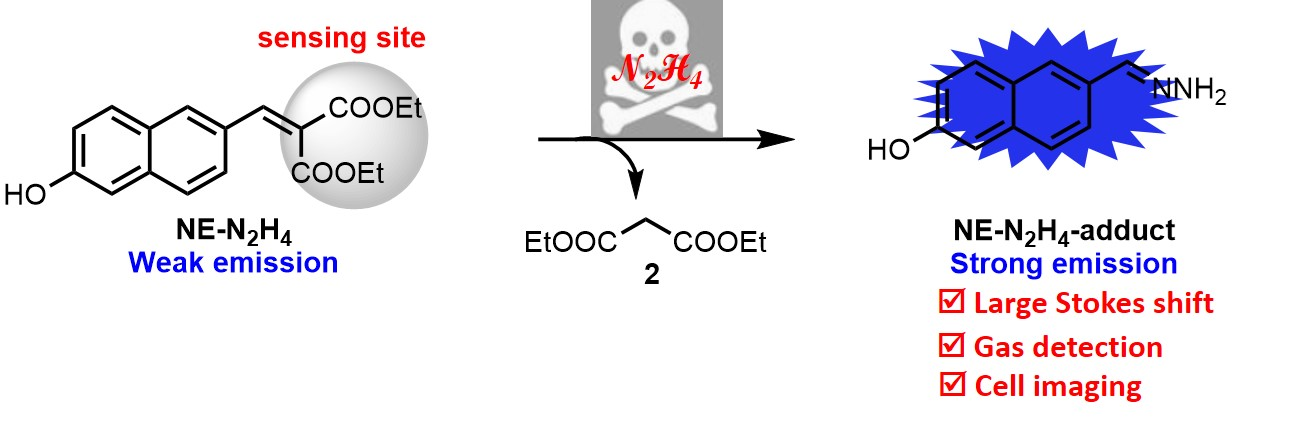 sensing site
N₂H₄
COOEt
COOEt
HO
NE-N₂H₄
Weak emission
EtOOC COOEt
2
NNH₂
HO
NE-N₂H₄-adduct
Strong emission
☑ Large Stokes shift
☑ Gas detection
☑ Cell imaging